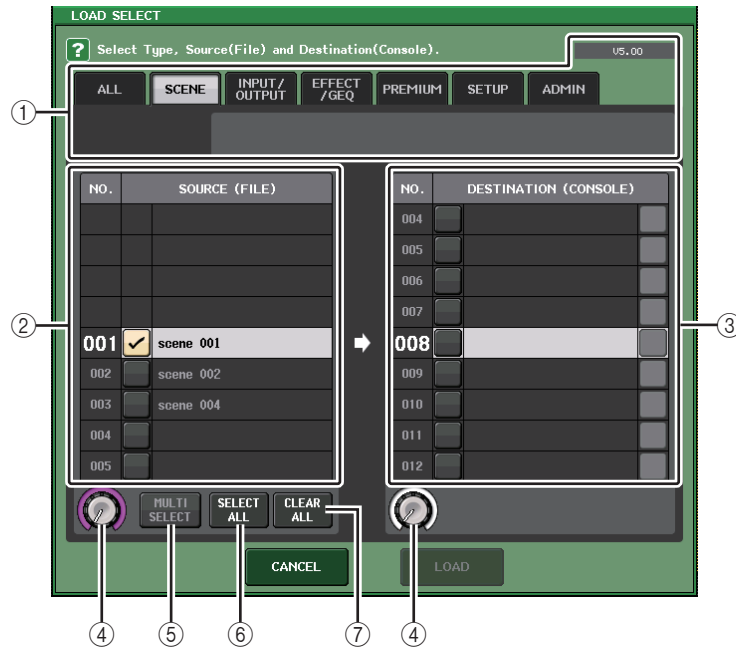 LOAD SELECT
? Select Type, Source(File) and Destination(Console).
V5.00
ALL SCENE INPUT/OUTPUT EFFECT/GEQ PREMIUM SETUP ADMIN
①
NO. SOURCE (FILE)
001 scene 001
002 scene 002
003 scene 004
004
005
②
NO. DESTINATION (CONSOLE)
004
005
006
007
008
009
010
011
012
③
MULTI SELECT
SELECT ALL
CLEAR ALL
CANCEL
LOAD
④ ⑤ ⑥ ⑦ ④